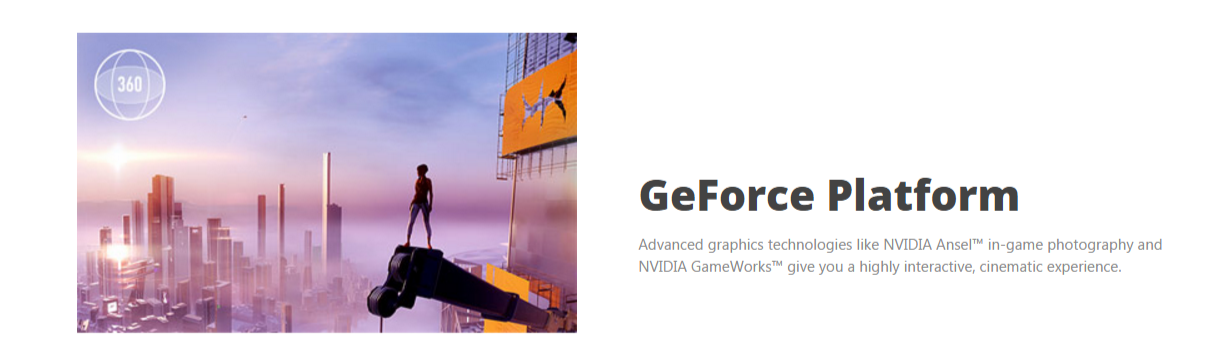 360
GeForce Platform
Advanced graphics technologies like NVIDIA Ansel™ in-game photography and
NVIDIA GameWorks™ give you a highly interactive, cinematic experience.